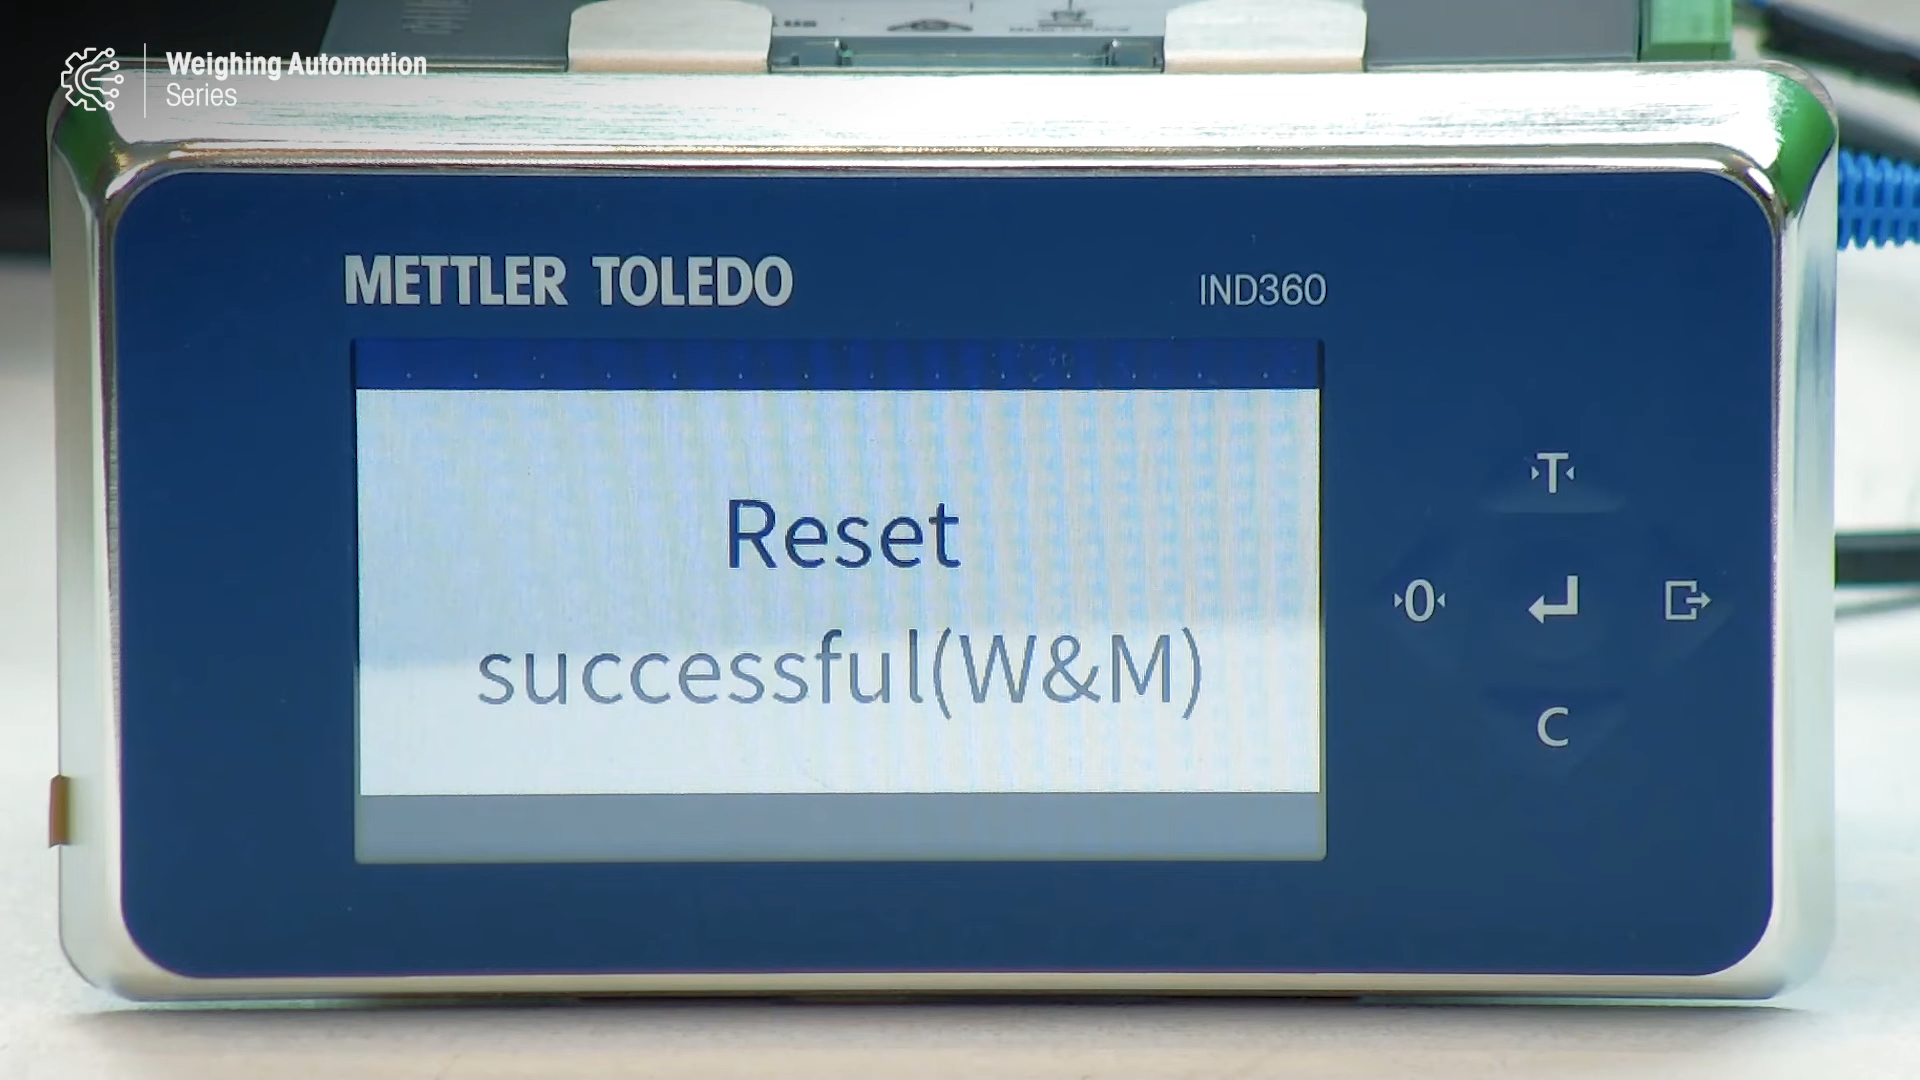 Weighing Automation
Series
METTLER TOLEDO
IND360
Reset
successful(W&M)
T
0
C